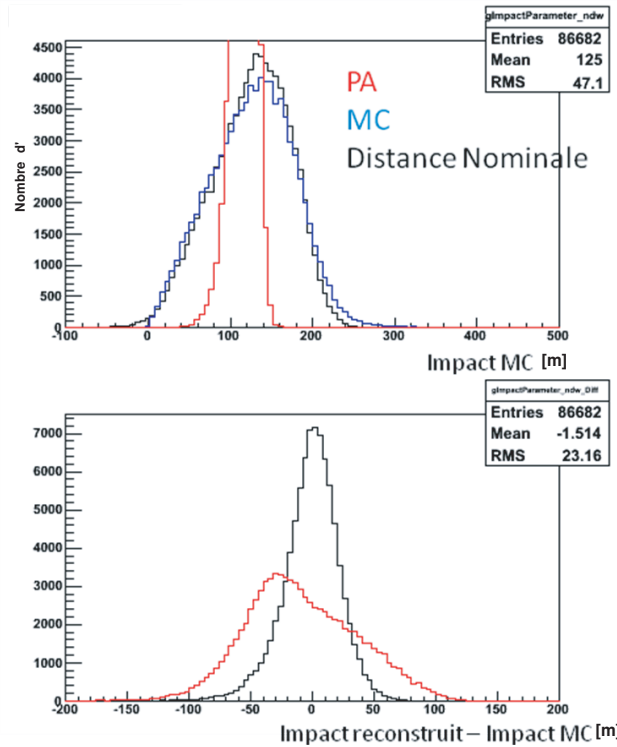 gImpactParameter_ndw
Entries 86682
Mean 125
RMS 47.1
4500
4000
3500
3000
2500
2000
1500
1000
500
0
Nombre d'
PA
MC
Distance Nominale
-100 0 100 200 300 400 500
Impact MC [m]
gImpactParameter_ndw_Diff
Entries 86682
Mean -1.514
RMS 23.16
7000
6000
5000
4000
3000
2000
1000
0
-200 -150 -100 -50 0 50 100 150 200
Impact reconstruit – Impact MC [m]